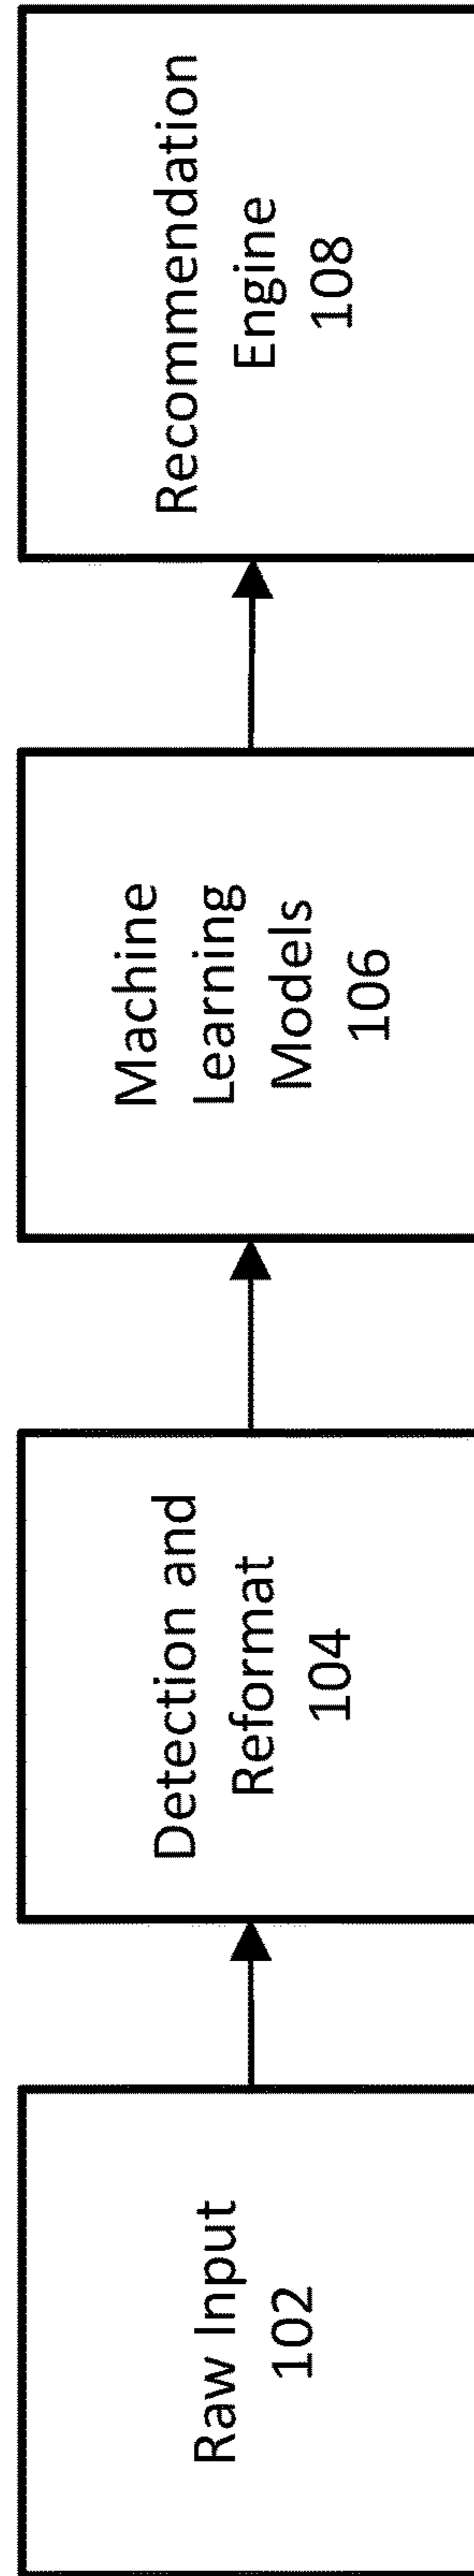 Raw Input
102
Detection and
Reformat
104
Machine
Learning
Models
106
Recommendation
Engine
108